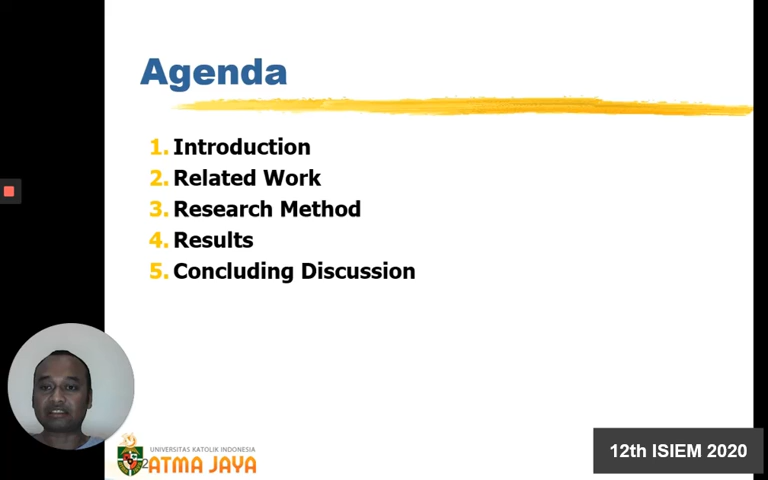 Agenda
1. Introduction
2. Related Work
3. Research Method
4. Results
5. Concluding Discussion
UNIVERSITAS KATOLIK INDONESIA
2
ATMA JAYA
12th ISIEM 2020